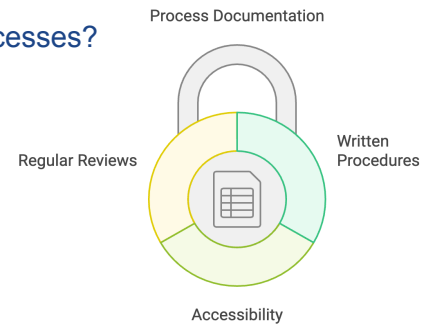 Process Documentation
cesses?
Written
Procedures
Regular Reviews
Accessibility